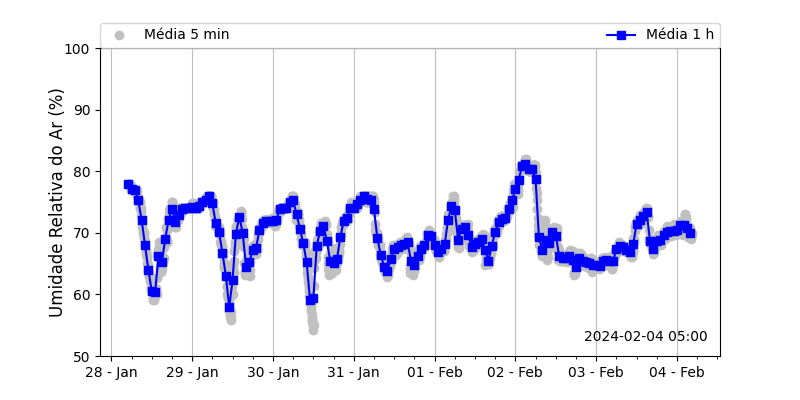 Média 5 min
Média 1 h
Umidade Relativa do Ar (%)
100
90
80
70
60
50
2024-02-04 05:00
28 - Jan
29 - Jan
30 - Jan
31 - Jan
01 - Feb
02 - Feb
03 - Feb
04 - Feb